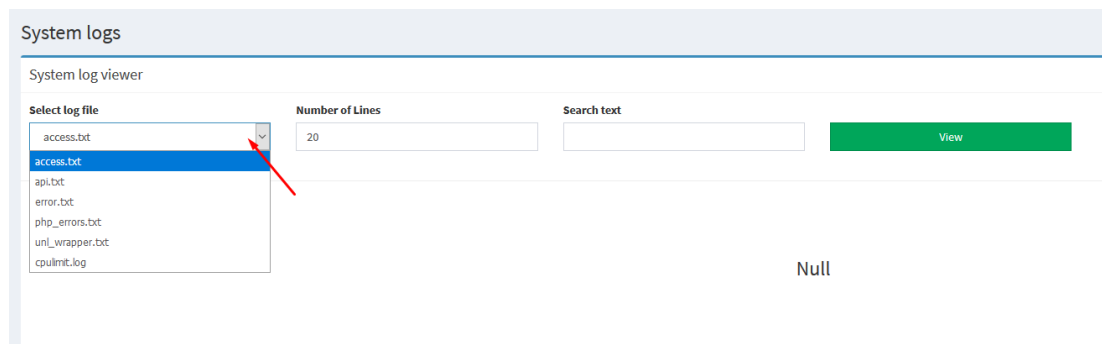 System logs
System log viewer
Select log file
Number of Lines
Search text
access.txt
20
View
access.txt
api.txt
error.txt
php_errors.txt
unl_wrapper.txt
cpulimit.log
Null